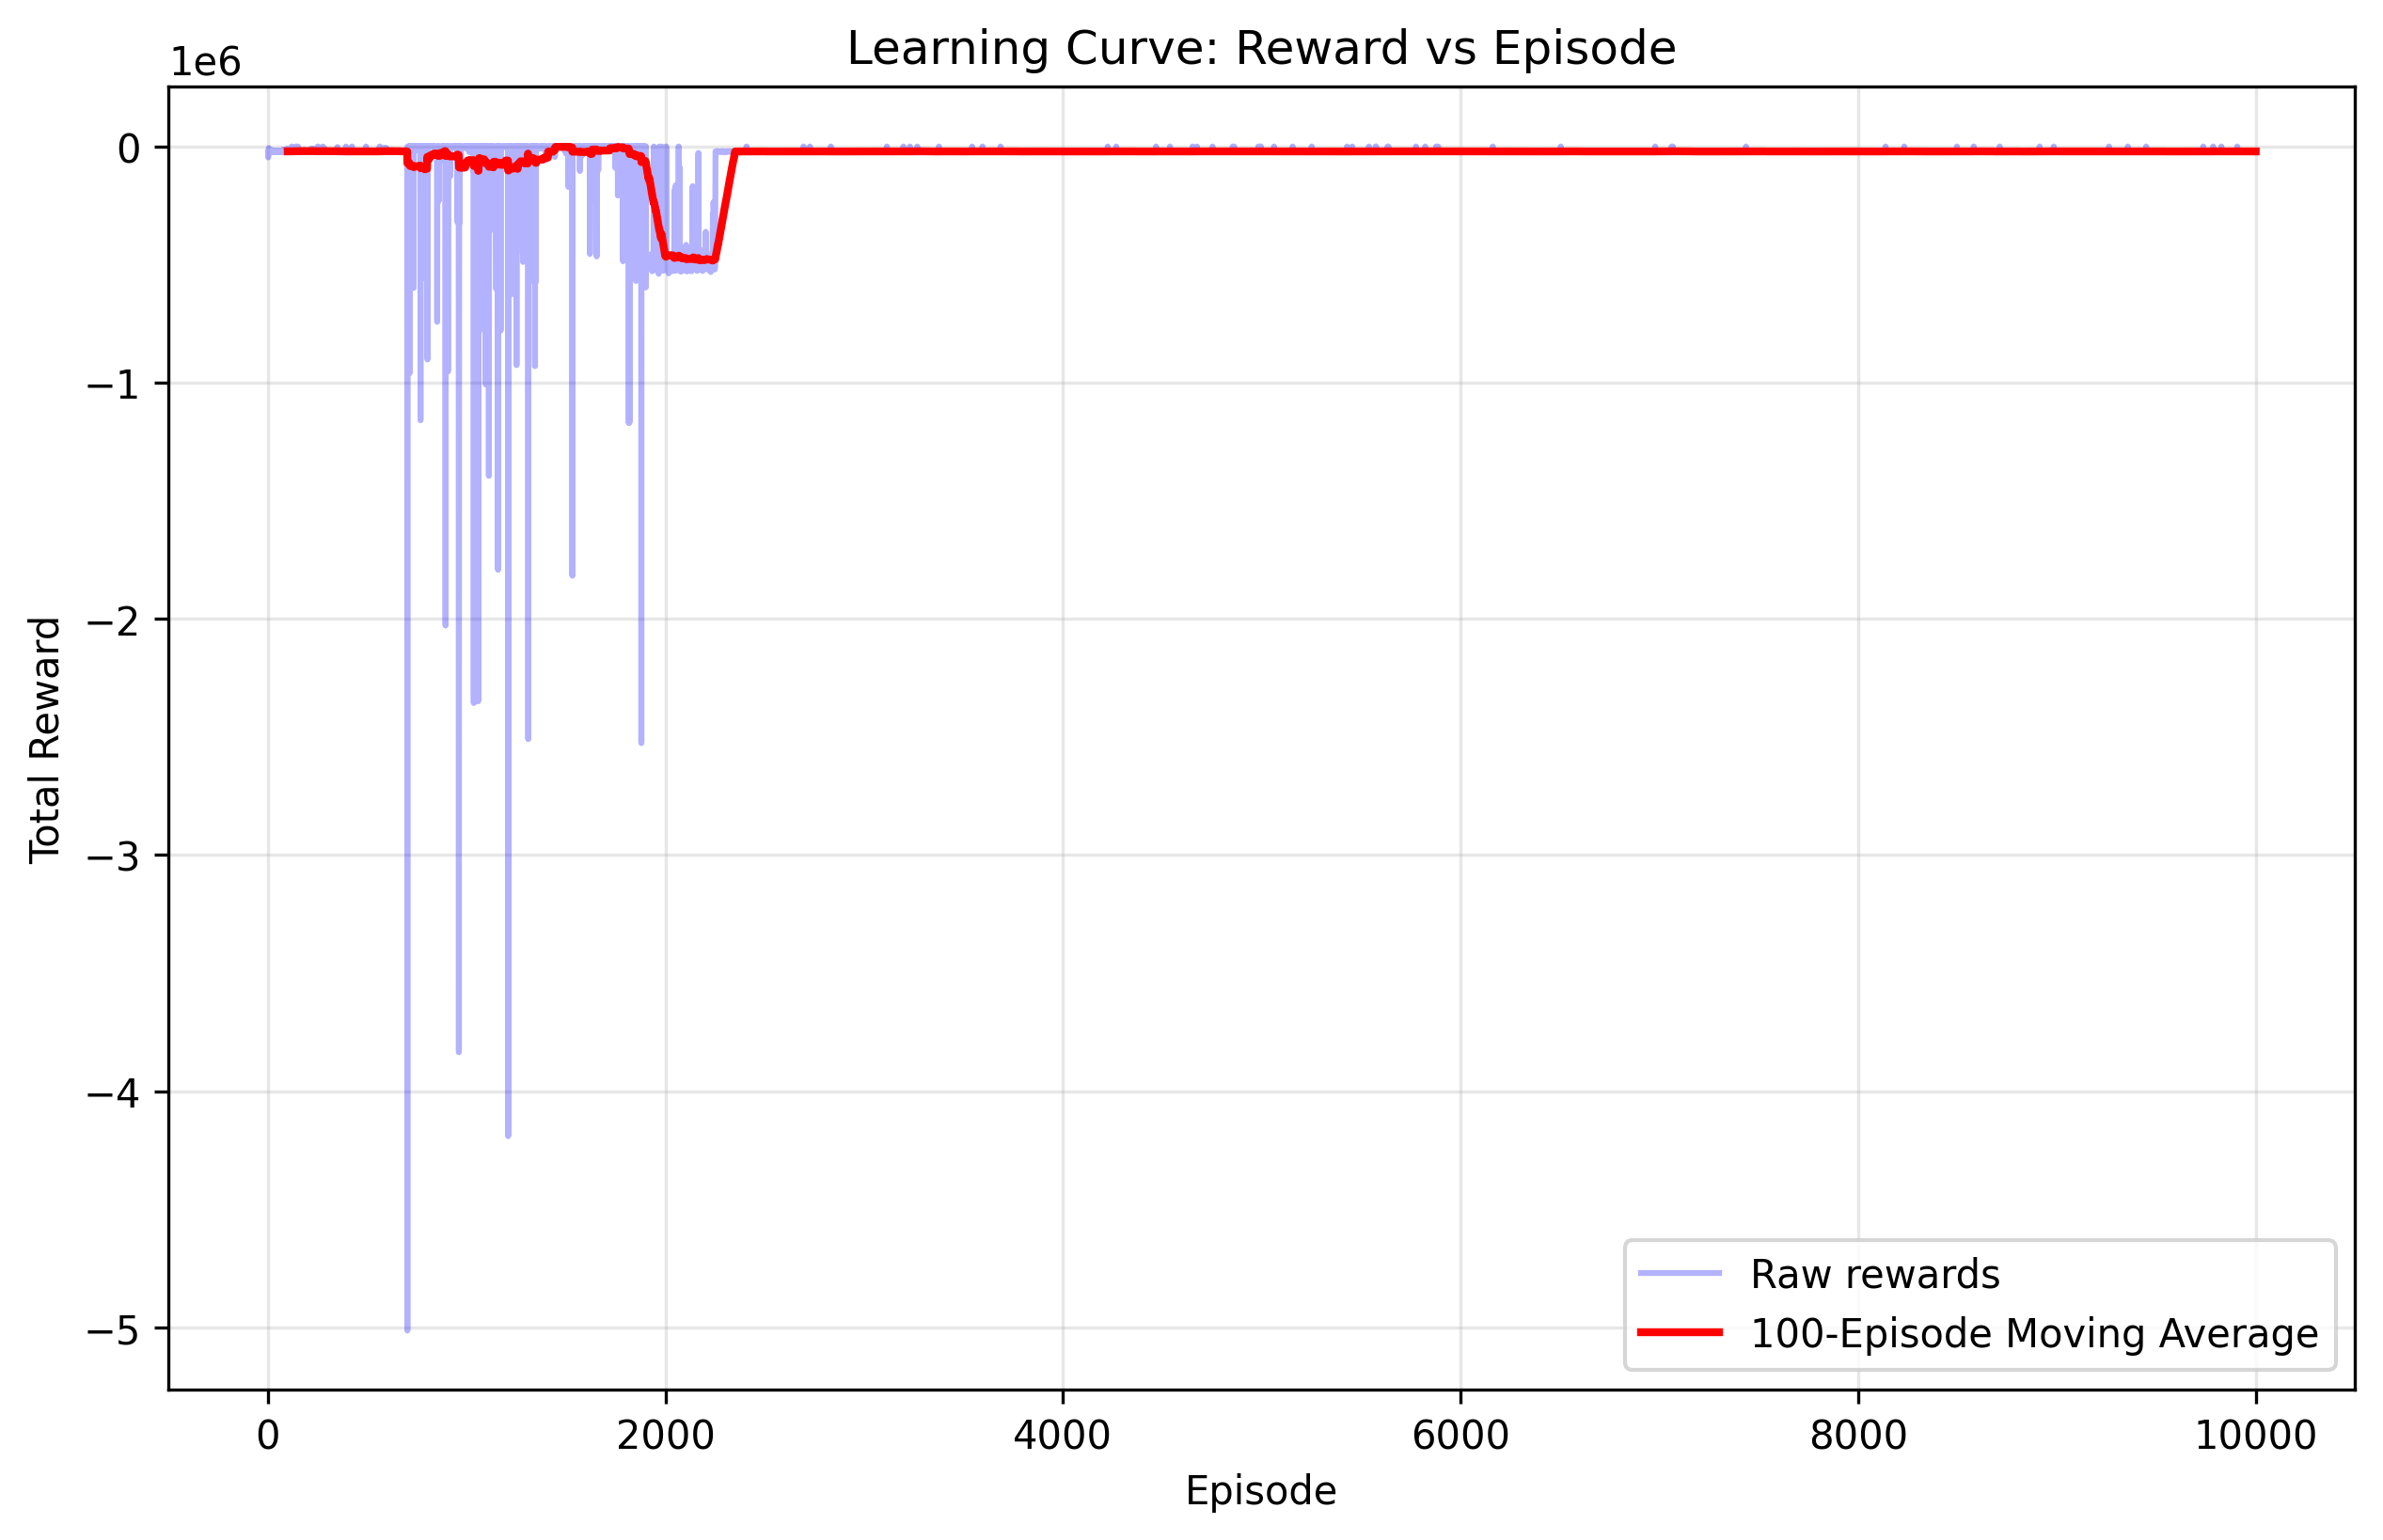 Learning Curve: Reward vs Episode
1e6
0
−1
−2
−3
−4
−5
Total Reward
0
2000
4000
6000
8000
10000
Episode
Raw rewards
100-Episode Moving Average